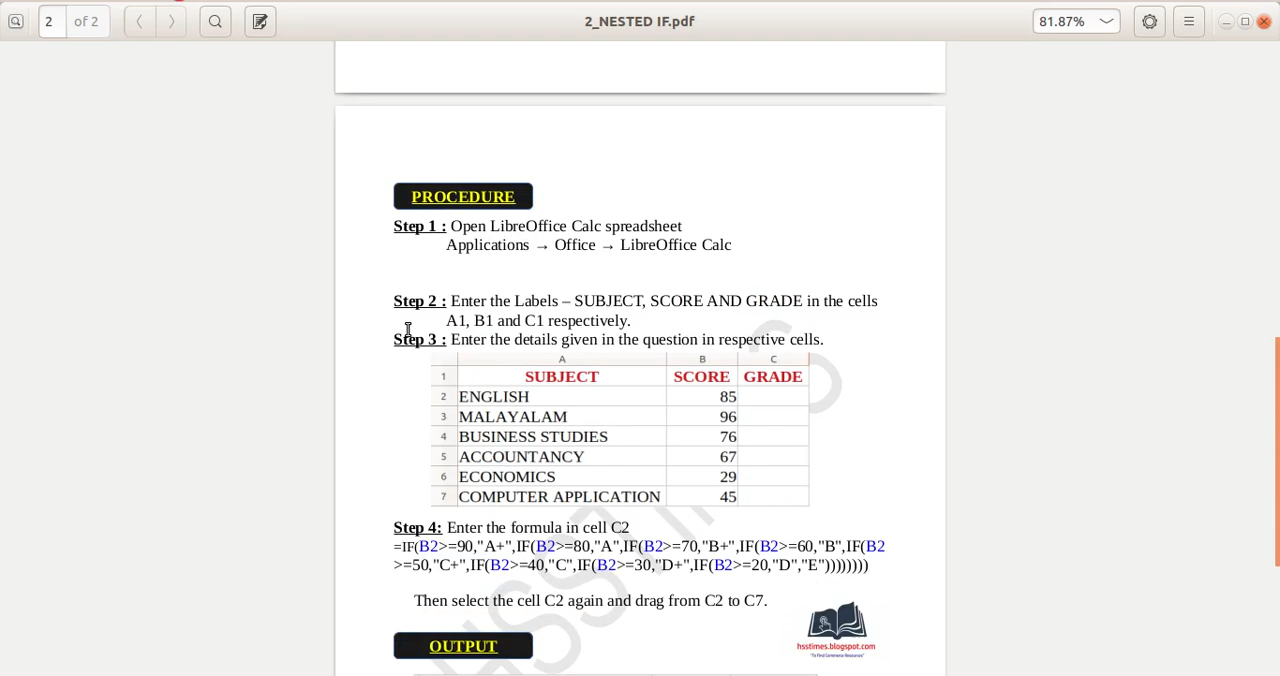 2 of 2 2_NESTED IF.pdf 81.87%
PROCEDURE
Step 1 : Open LibreOffice Calc spreadsheet
Applications → Office → LibreOffice Calc
Step 2 : Enter the Labels – SUBJECT, SCORE AND GRADE in the cells
A1, B1 and C1 respectively.
Step 3 : Enter the details given in the question in respective cells.
A B C
1 SUBJECT SCORE GRADE
2 ENGLISH 85
3 MALAYALAM 96
4 BUSINESS STUDIES 76
5 ACCOUNTANCY 67
6 ECONOMICS 29
7 COMPUTER APPLICATION 45
Step 4: Enter the formula in cell C2
=IF(B2>=90,"A+",IF(B2>=80,"A",IF(B2>=70,"B+",IF(B2>=60,"B",IF(B2
>=50,"C+",IF(B2>=40,"C",IF(B2>=30,"D+",IF(B2>=20,"D","E"))))))))
Then select the cell C2 again and drag from C2 to C7.
hsstimes.blogspot.com
"To Find Commerce Resources"
OUTPUT
HSSTIMES